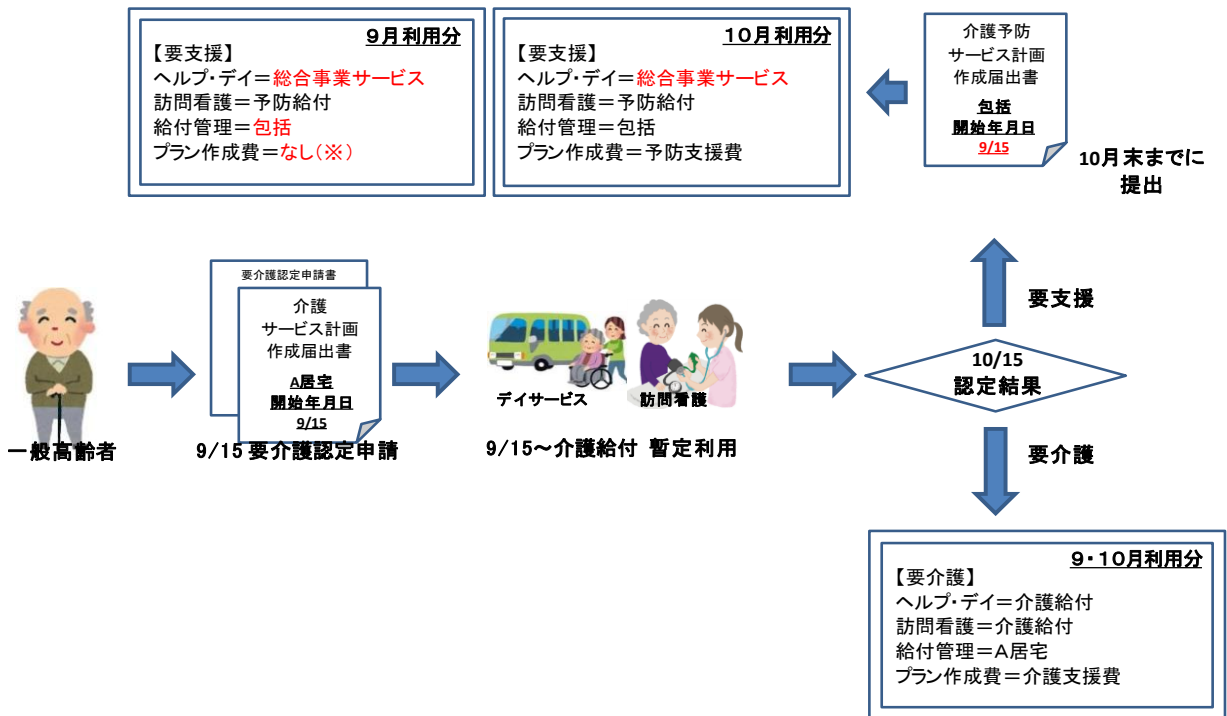 ９月利用分
【要支援】
ヘルプ・デイ＝総合事業サービス
訪問看護＝予防給付
給付管理＝包括
プラン作成費＝なし（※）
１０月利用分
【要支援】
ヘルプ・デイ＝総合事業サービス
訪問看護＝予防給付
給付管理＝包括
プラン作成費＝予防支援費
介護予防
サービス計画
作成届出書
包括
開始年月日
9/15
10月末までに
提出
要介護認定申請書
介護
サービス計画
作成届出書
A居宅
開始年月日
9/15
一般高齢者
9/15 要介護認定申請
デイサービス
訪問看護
9/15～介護給付 暫定利用
要支援
10/15
認定結果
要介護
９・１０月利用分
【要介護】
ヘルプ・デイ＝介護給付
訪問看護＝介護給付
給付管理＝Ａ居宅
プラン作成費＝介護支援費